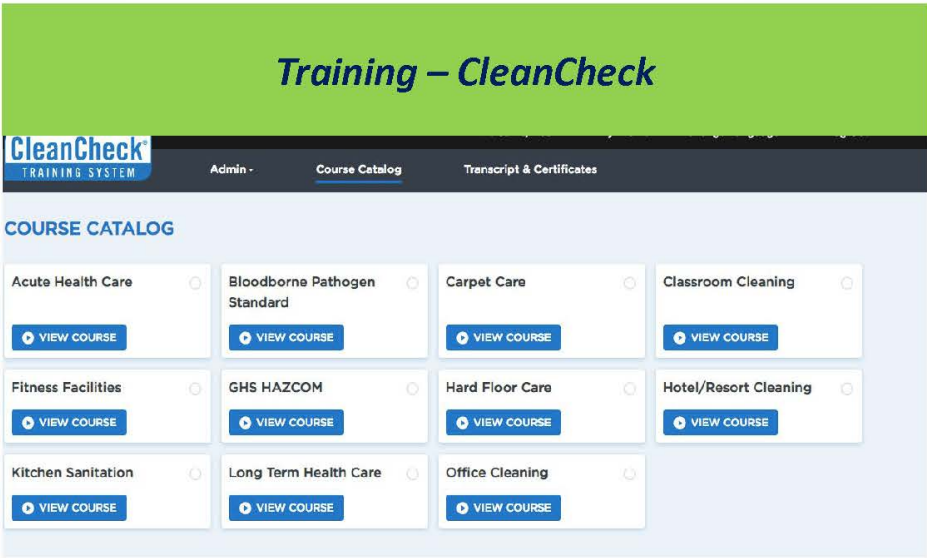 Training – CleanCheck
CleanCheck®
TRAINING SYSTEM
Admin -
Course Catalog
Transcript & Certificates
COURSE CATALOG
Acute Health Care
VIEW COURSE
Bloodborne Pathogen
Standard
VIEW COURSE
Carpet Care
VIEW COURSE
Classroom Cleaning
VIEW COURSE
Fitness Facilities
VIEW COURSE
GHS HAZCOM
VIEW COURSE
Hard Floor Care
VIEW COURSE
Hotel/Resort Cleaning
VIEW COURSE
Kitchen Sanitation
VIEW COURSE
Long Term Health Care
VIEW COURSE
Office Cleaning
VIEW COURSE